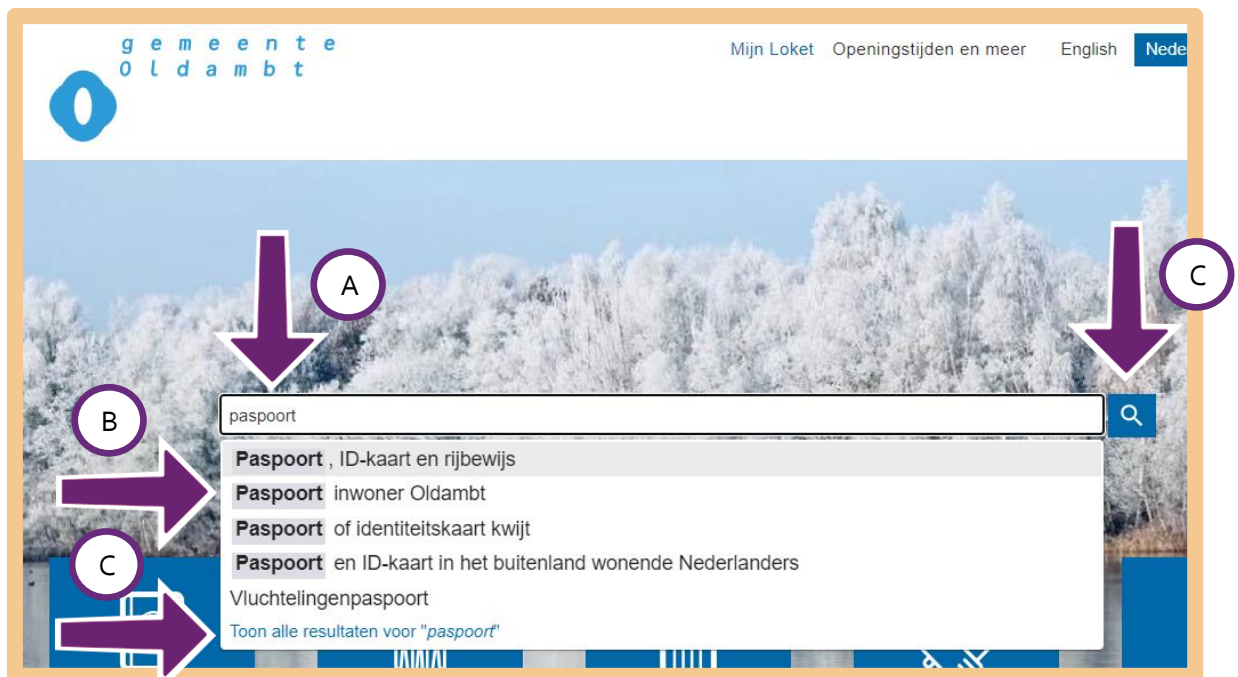 gemeente
Oldambt
Mijn Loket Openingstijden en meer English Nede
A
C
B
paspoort
Paspoort , ID-kaart en rijbewijs
Paspoort inwoner Oldambt
Paspoort of identiteitskaart kwijt
C
Paspoort en ID-kaart in het buitenland wonende Nederlanders
Vluchtelingenpaspoort
Toon alle resultaten voor "paspoort"